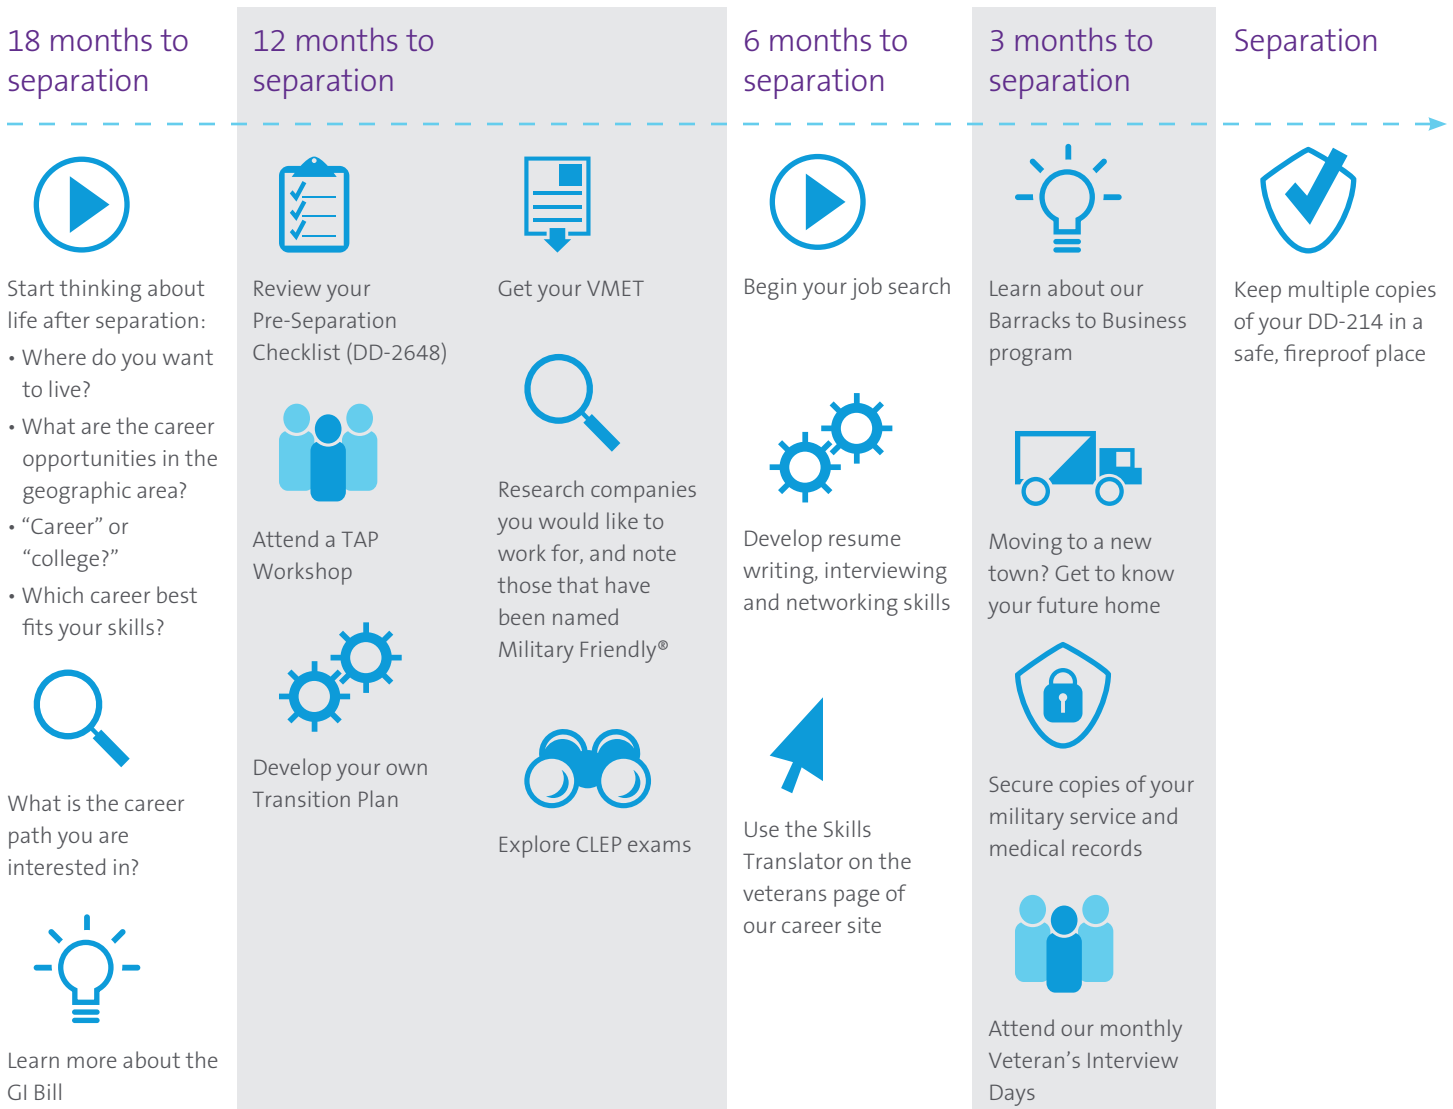 18 months to
separation
Start thinking about
life after separation:
• Where do you want
to live?
• What are the career
opportunities in the
geographic area?
• “Career” or
“college?”
• Which career best
fits your skills?
What is the career
path you are
interested in?
Learn more about the
GI Bill
12 months to
separation
Review your
Pre-Separation
Checklist (DD-2648)
Attend a TAP
Workshop
Develop your own
Transition Plan
Get your VMET
Research companies
you would like to
work for, and note
those that have
been named
Military Friendly®
Explore CLEP exams
6 months to
separation
Begin your job search
Develop resume
writing, interviewing
and networking skills
Use the Skills
Translator on the
veterans page of
our career site
3 months to
separation
Learn about our
Barracks to Business
program
Moving to a new
town? Get to know
your future home
Secure copies of your
military service and
medical records
Attend our monthly
Veteran’s Interview
Days
Separation
Keep multiple copies
of your DD-214 in a
safe, fireproof place